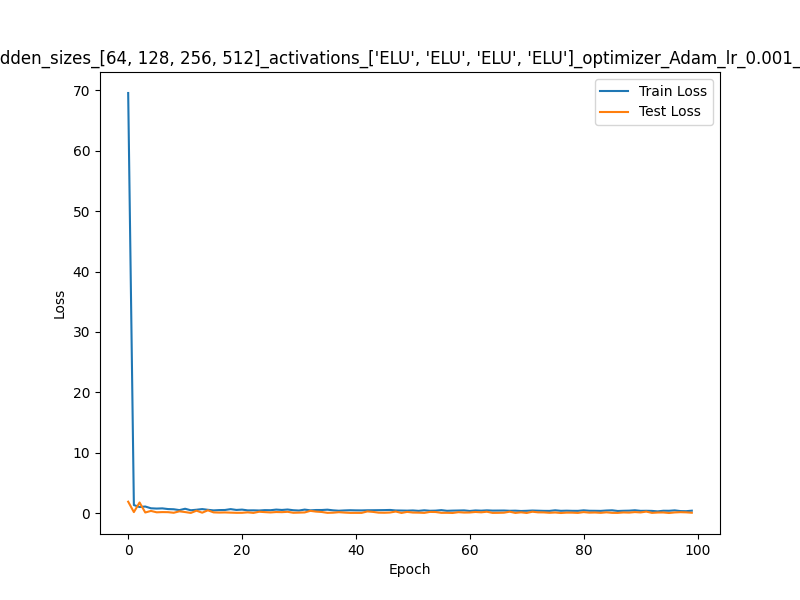 dden_sizes_[64, 128, 256, 512]_activations_['ELU', 'ELU', 'ELU', 'ELU']_optimizer_Adam_lr_0.001_
Train Loss
Test Loss
70
60
50
40
30
20
10
0
Loss
0 20 40 60 80 100
Epoch